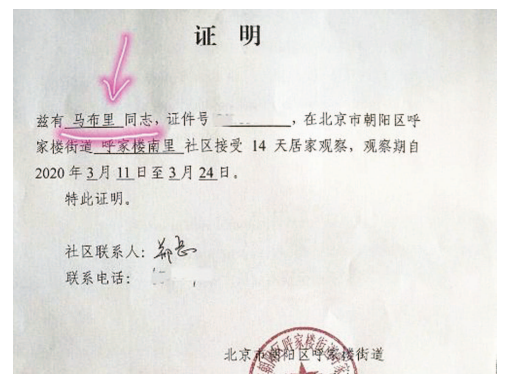 证 明
兹有 马布里 同志，证件号 ，在北京市朝阳区呼
家楼街道 呼家楼南里 社区接受 14 天居家观察，观察期自
2020 年 3 月 11 日至 3 月 24 日。
特此证明。
社区联系人：
联系电话：
北京市朝阳区呼家楼街道